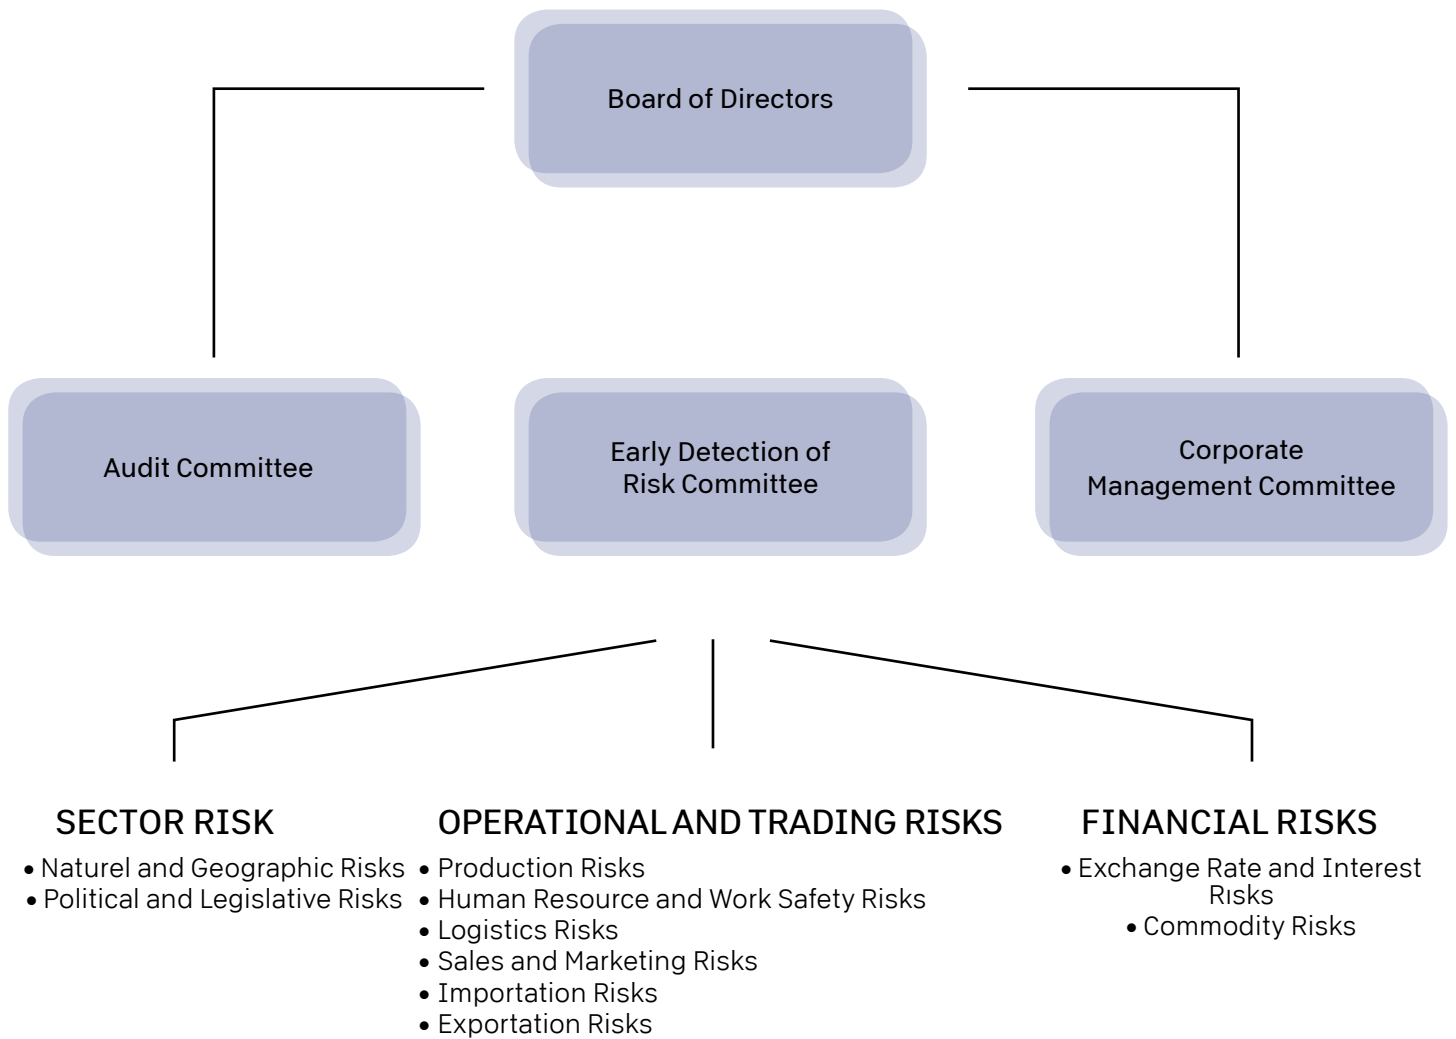 Board of Directors
Audit Committee
Early Detection of
Risk Committee
Corporate
Management Committee
SECTOR RISK
• Naturel and Geographic Risks
• Political and Legislative Risks
OPERATIONAL AND TRADING RISKS
• Production Risks
• Human Resource and Work Safety Risks
• Logistics Risks
• Sales and Marketing Risks
• Importation Risks
• Exportation Risks
FINANCIAL RISKS
• Exchange Rate and Interest
Rısks
• Commodity Risks